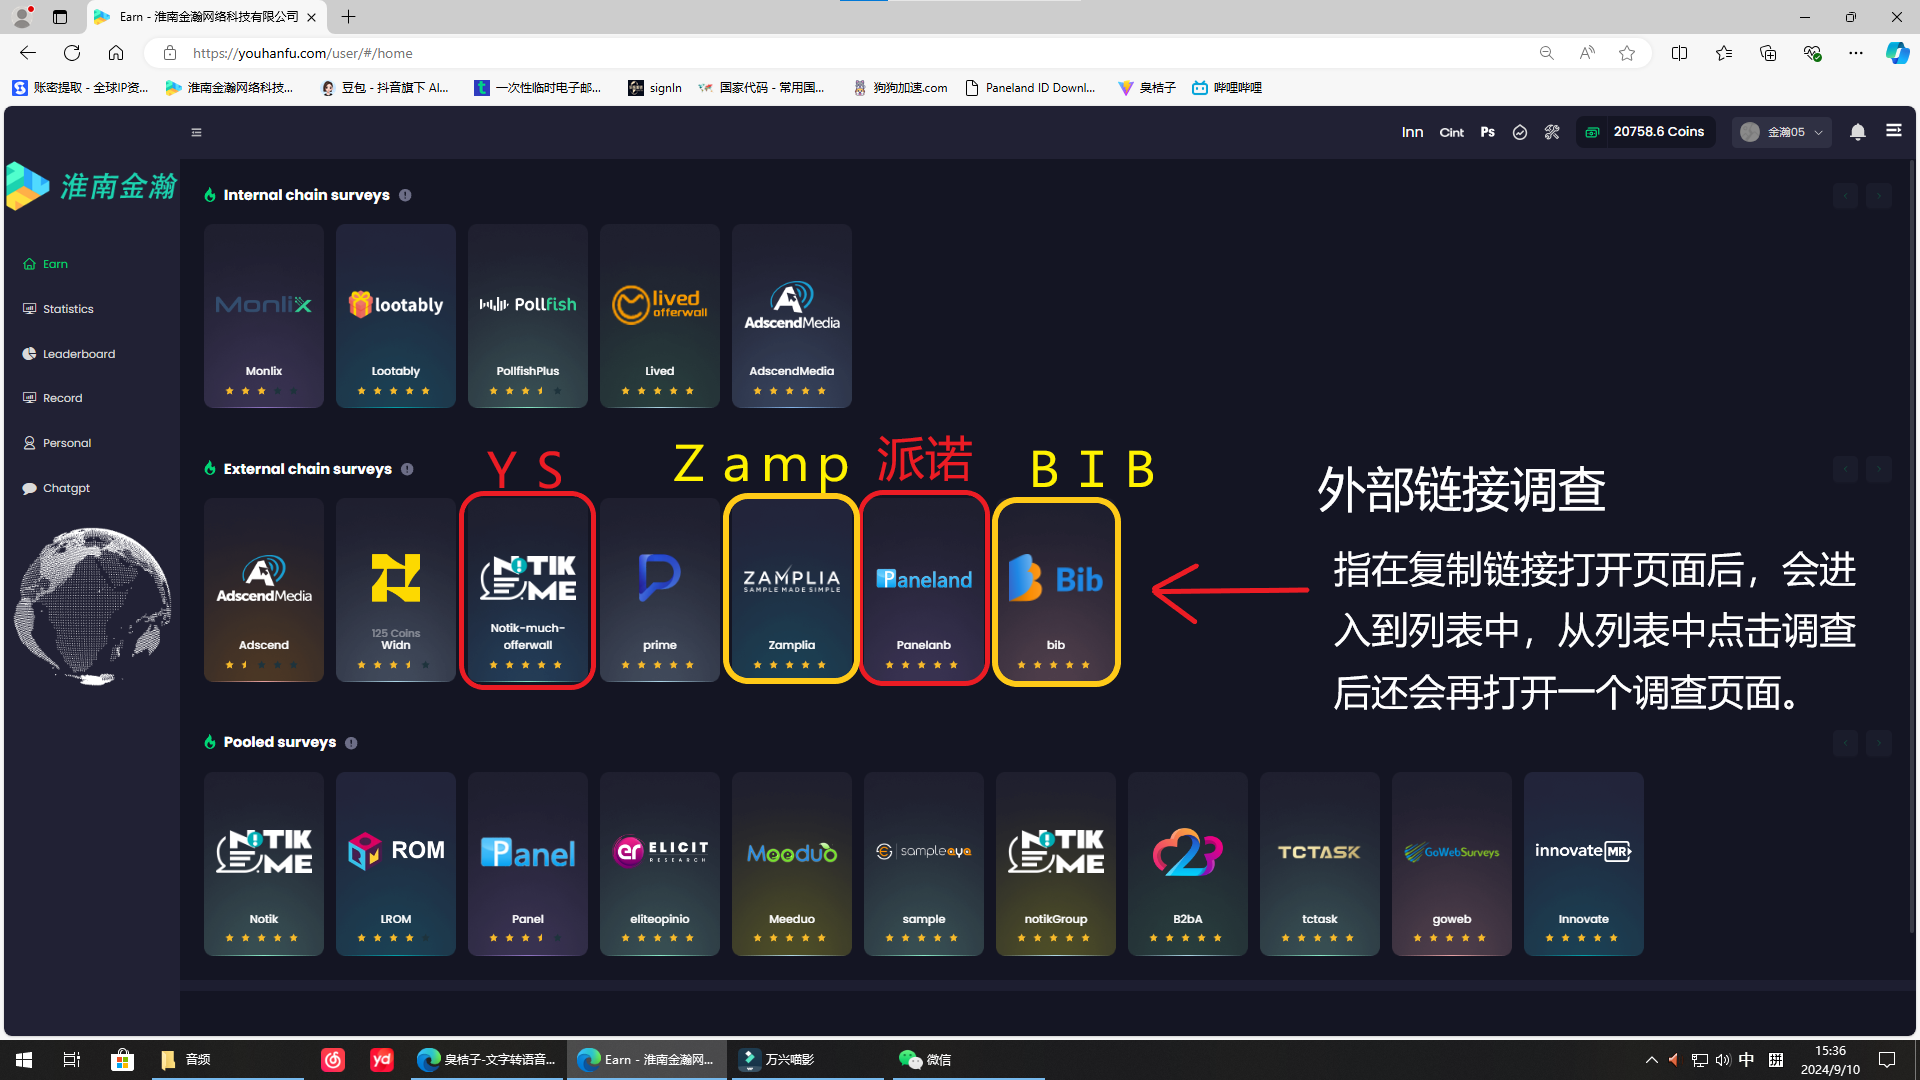 Earn - 淮南金瀚网络科技有限公司
https://youhanfu.com/user/#/home
账密提取 - 全球IP资...
淮南金瀚网络科技...
豆包 - 抖音旗下 AI...
一次性临时电子邮...
signIn
国家代码 - 常用国...
狗狗加速.com
Paneland ID Downl...
臭桔子
哔哩哔哩
Inn
Cint
Ps
20758.6 Coins
金瀚05
淮南金瀚
Earn
Statistics
Leaderboard
Record
Personal
Chatgpt
Internal chain surveys
Monlix
lootably
Pollfish
lived
offerwall
AdscendMedia
Monlix
Lootably
PollfishPlus
Lived
AdscendMedia
External chain surveys
YS
Zamp
派诺
BIB
AdscendMedia
NOTIK
ME
ZAMPLIA
SAMPLE MADE SIMPLE
Paneland
Bib
Adscend
125 Coins
Widn
Notik-much-
offerwall
prime
Zamplia
Panelanb
bib
外部链接调查
指在复制链接打开页面后，会进
入到列表中，从列表中点击调查
后还会再打开一个调查页面。
Pooled surveys
NOTIK
ME
ROM
Panel
er
ELICIT
RESEARCH
Meeduo
sampleaya
NOTIK
ME
TCTASK
GoWebSurveys
innovateMR
Notik
LROM
Panel
eliteopinio
Meeduo
sample
notikGroup
B2bA
tctask
goweb
Innovate
音频
yd
臭桔子-文字转语音...
Earn - 淮南金瀚网...
万兴喵影
微信
中
拼
15:36
2024/9/10